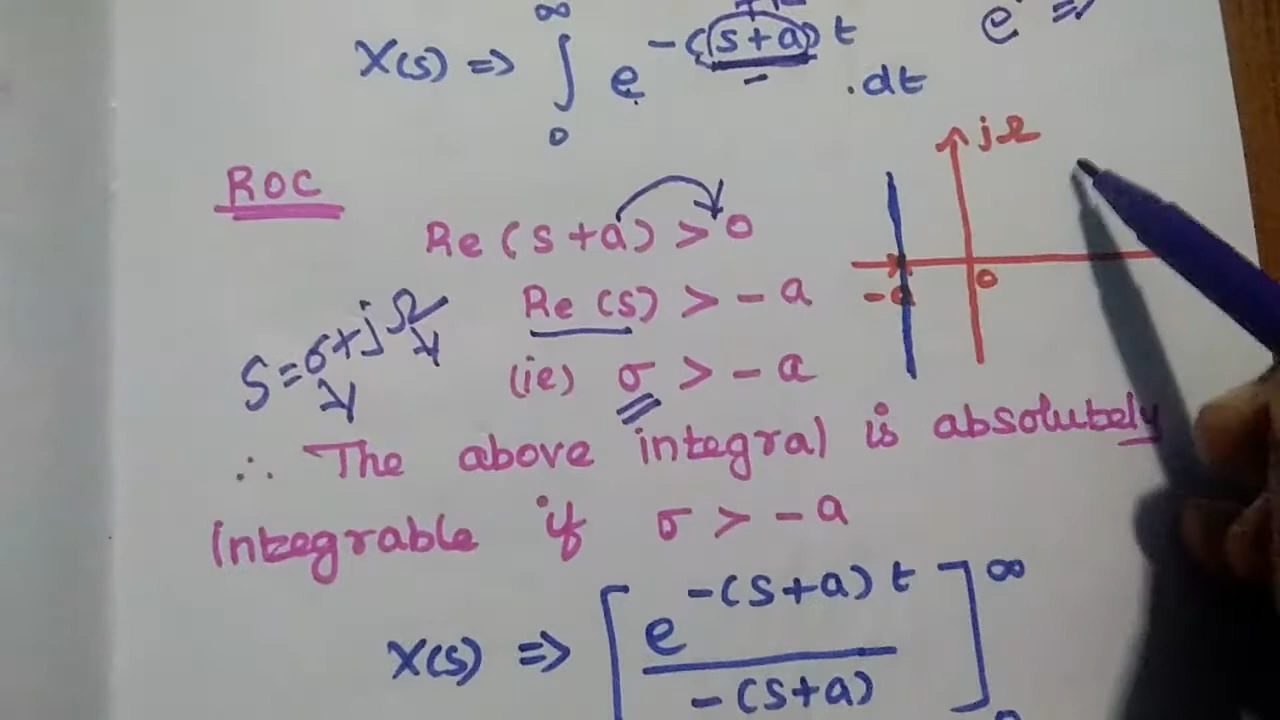 X(s) => ∫₀^∞ e^-(s+a)t .dt
e =>
jΩ
ROC
Re(s+a) > 0
-a 0
Re(s) > -a
S=σ+jΩ
(ie) σ > -a
∴ The above integral is absolutely
integrable if σ > -a
X(s) => [e^-(s+a)t / -(s+a)]₀^∞